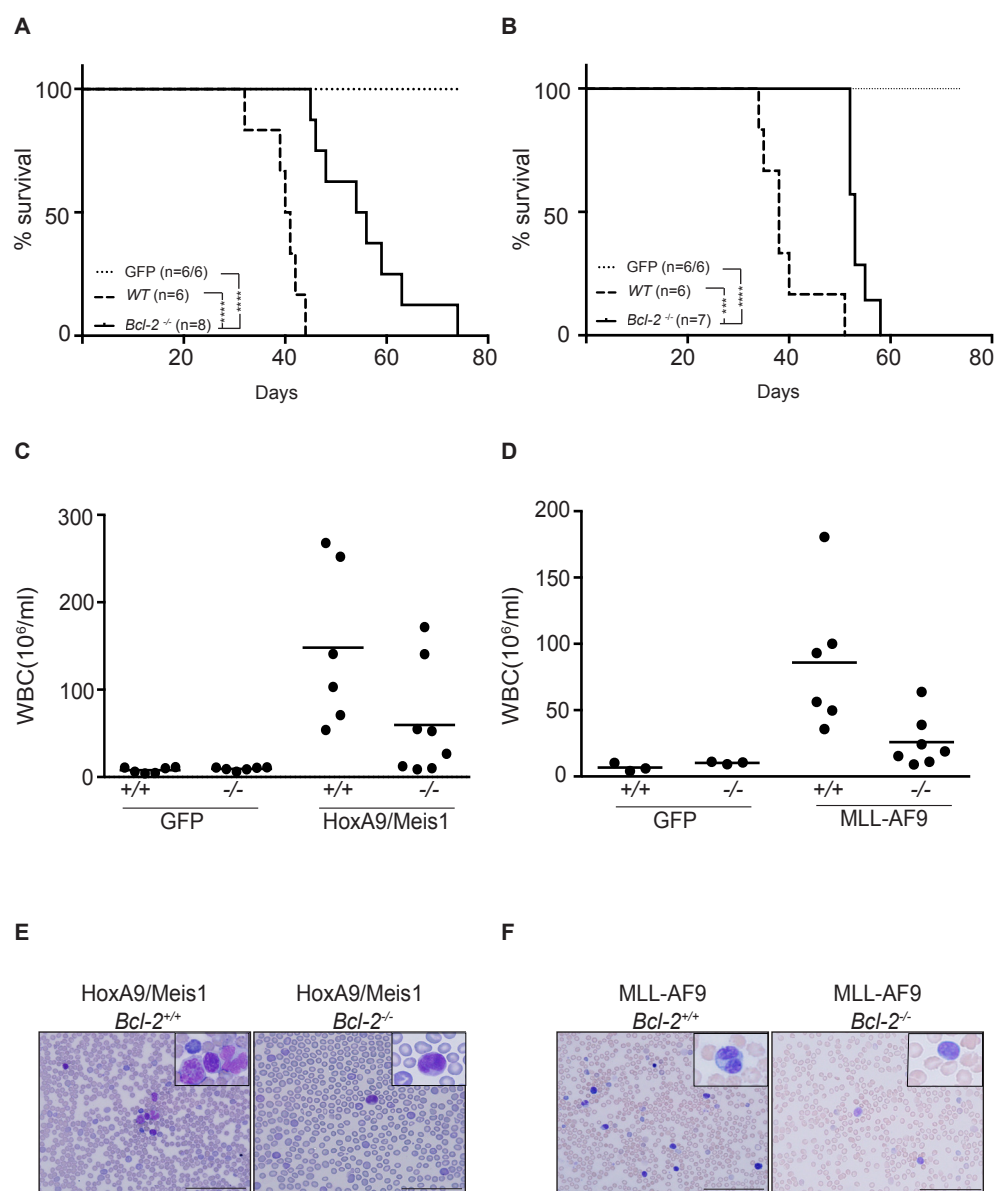 A
100
50
0
% survival
GFP (n=6/6)
WT (n=6)
Bcl-2 -/- (n=8)
****
****
20
40
60
80
Days
B
100
50
0
% survival
GFP (n=6/6)
WT (n=6)
Bcl-2 -/- (n=7)
***
****
20
40
60
80
Days
C
300
200
100
0
WBC(10⁶/ml)
+/+
-/-
+/+
-/-
GFP
HoxA9/Meis1
D
200
150
100
50
0
WBC(10⁶/ml)
+/+
-/-
+/+
-/-
GFP
MLL-AF9
E
HoxA9/Meis1
Bcl-2+/+
HoxA9/Meis1
Bcl-2-/-
F
MLL-AF9
Bcl-2+/+
MLL-AF9
Bcl-2-/-